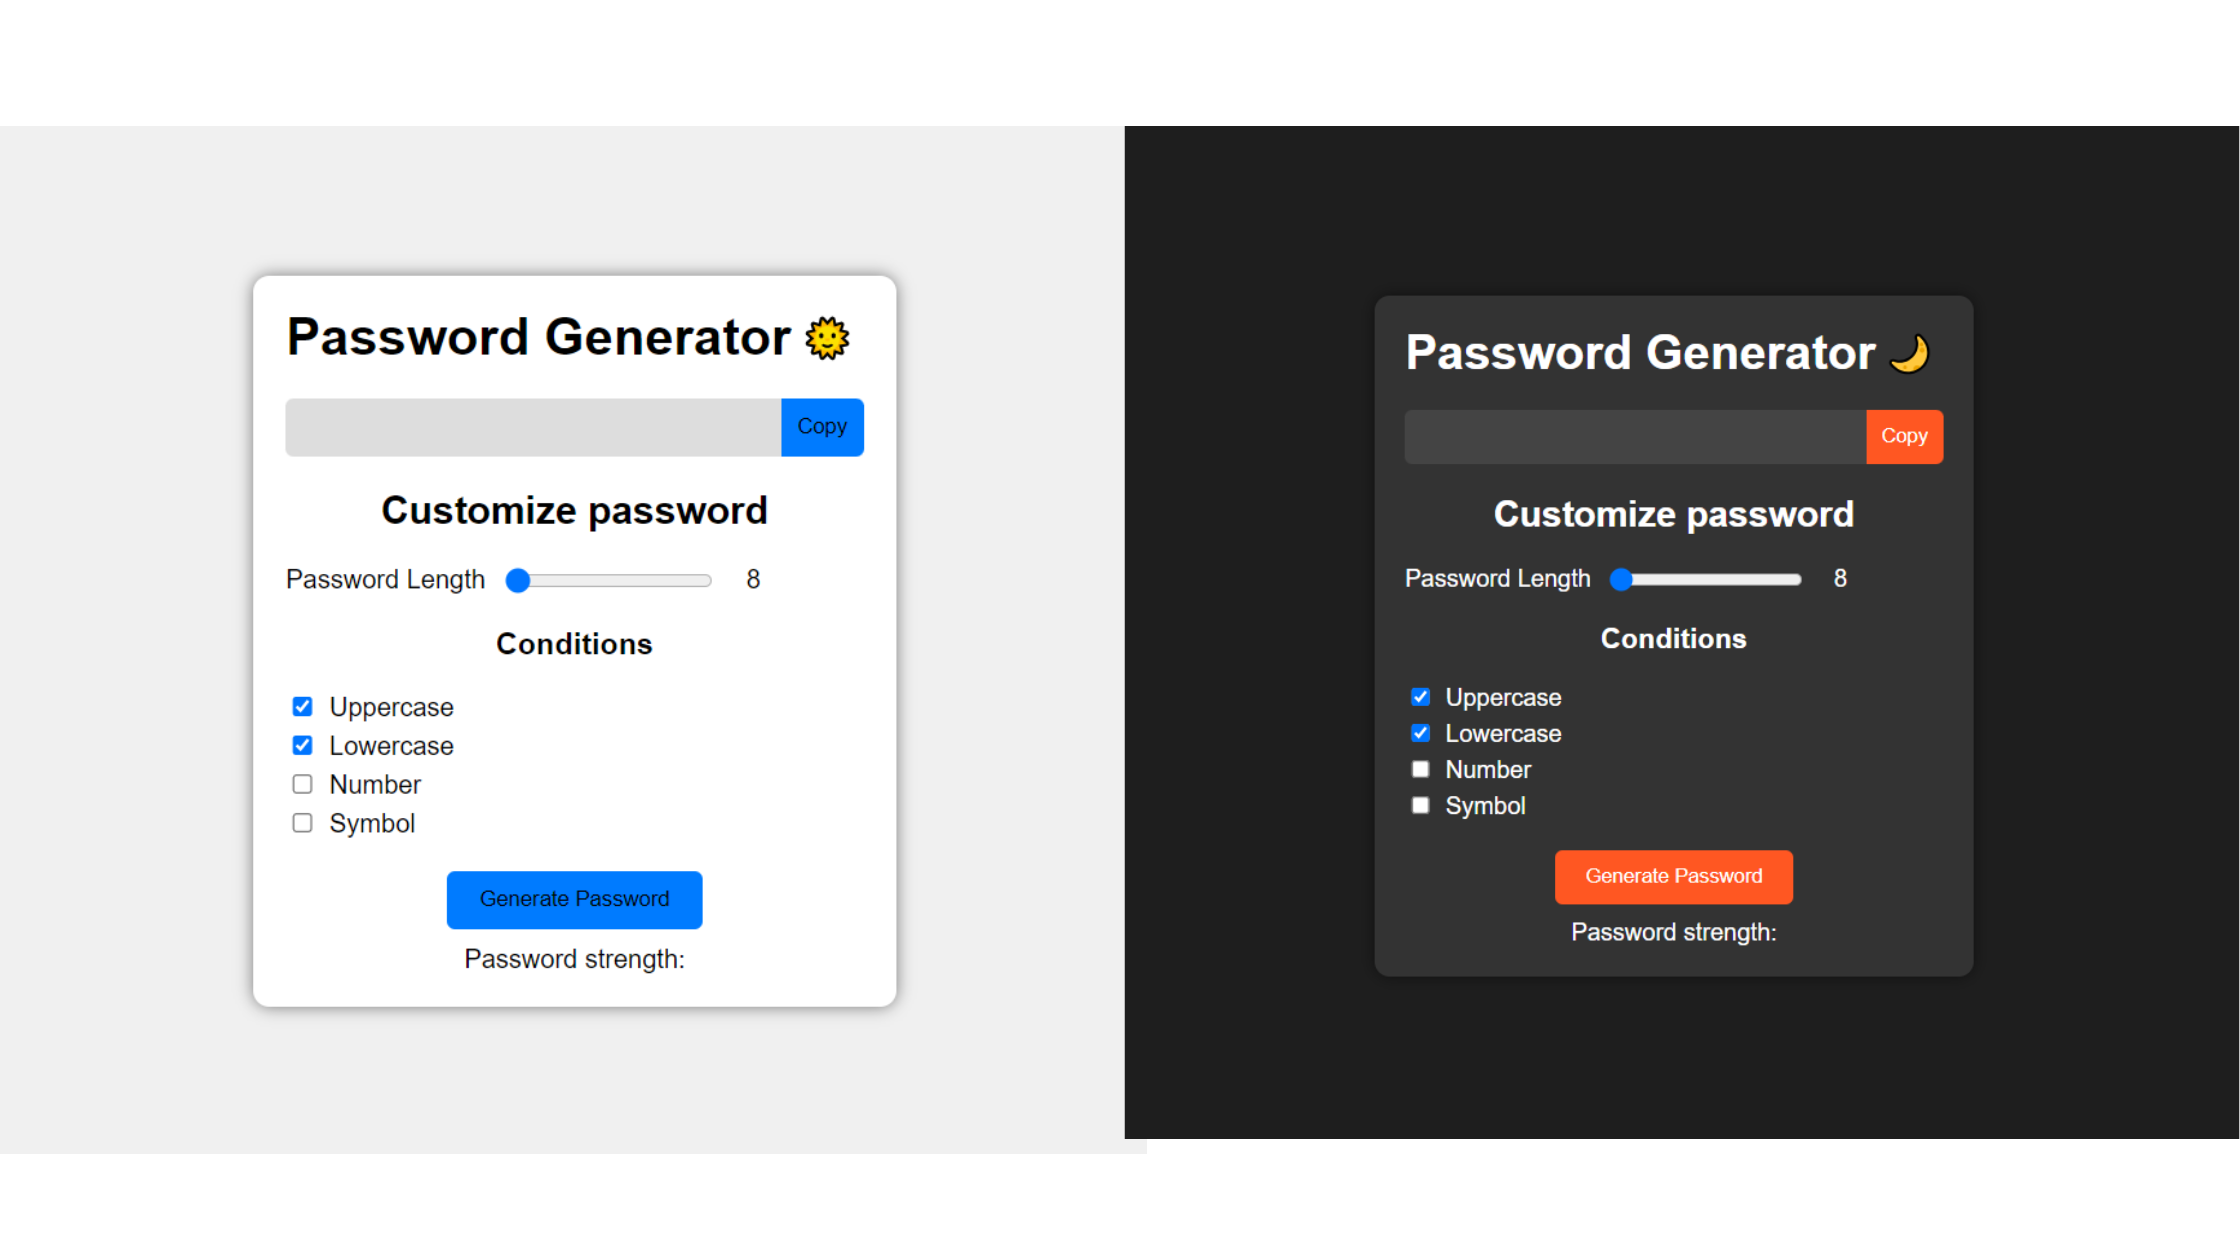 Password Generator
Copy
Customize password
Password Length 8
Conditions
Uppercase
Lowercase
Number
Symbol
Generate Password
Password strength:
Password Generator
Copy
Customize password
Password Length 8
Conditions
Uppercase
Lowercase
Number
Symbol
Generate Password
Password strength: